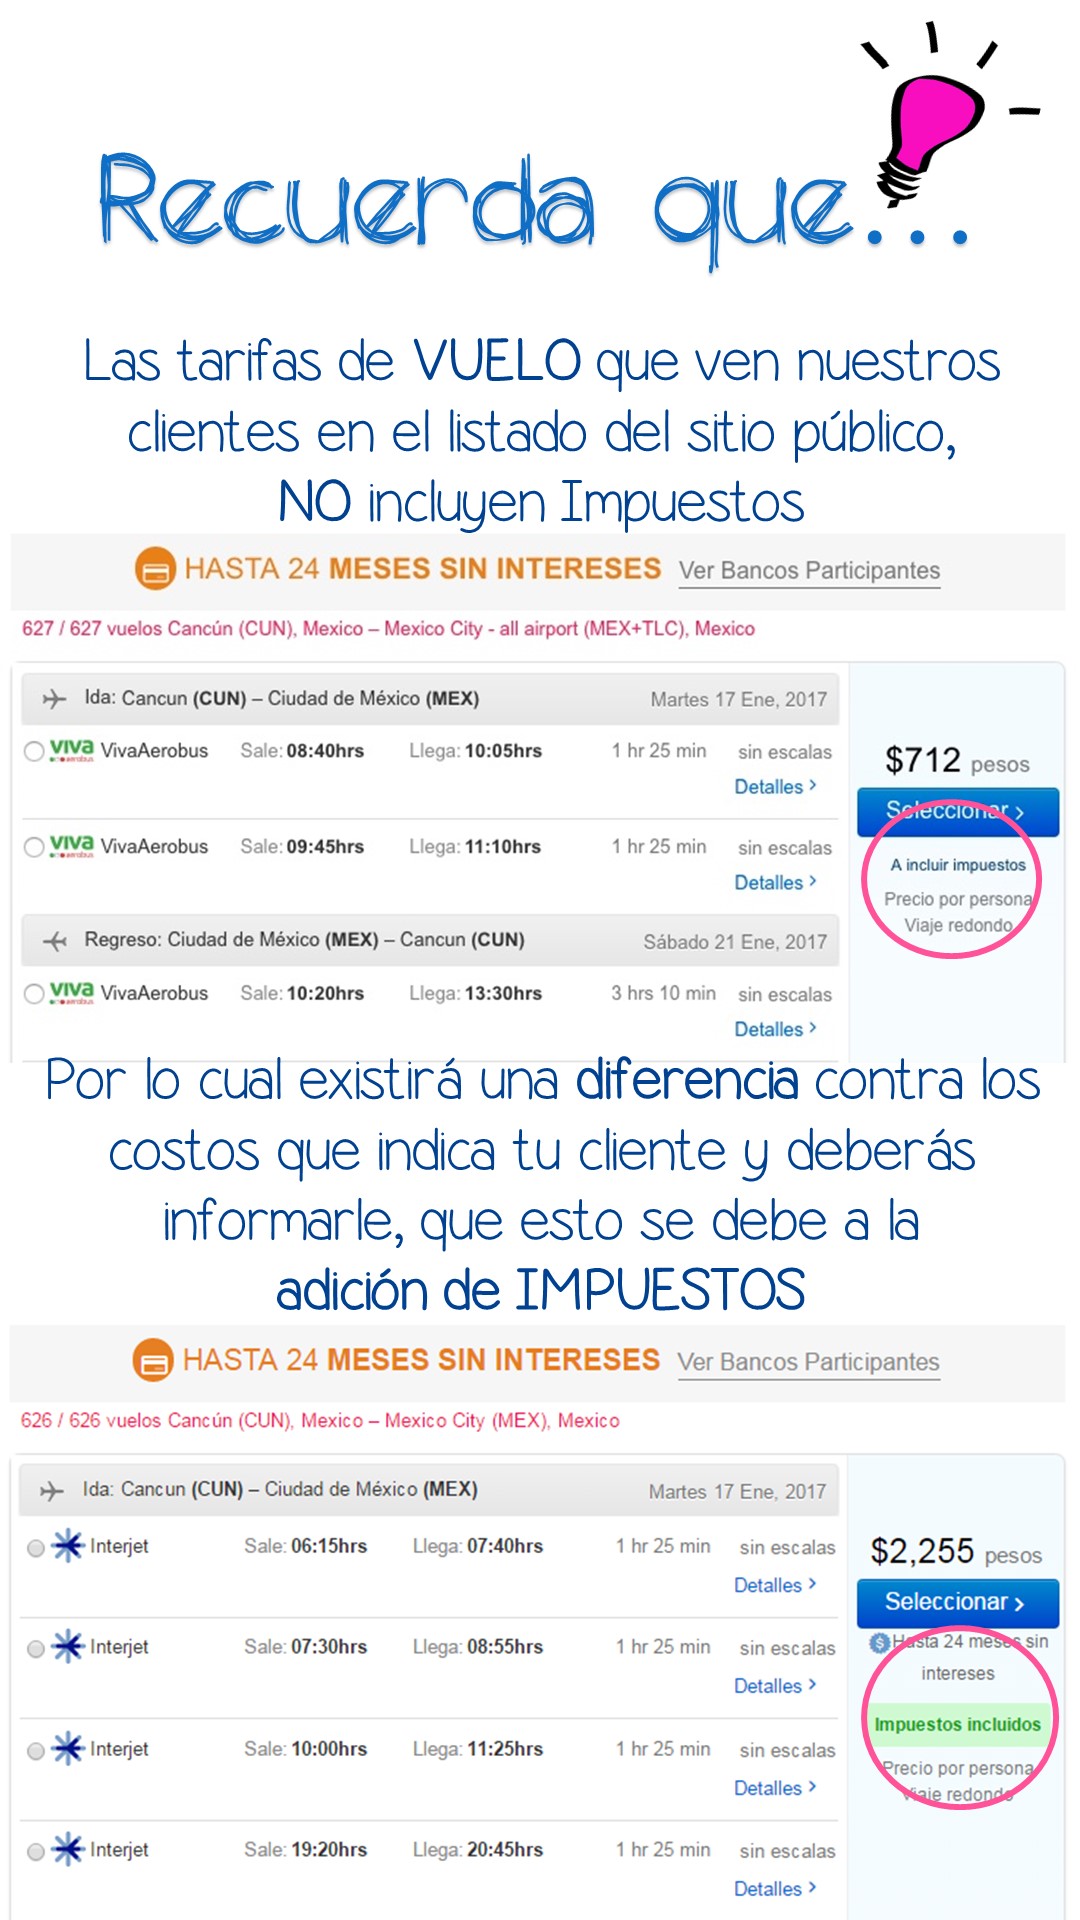 Recuerda que...
Las tarifas de VUELO que ven nuestros
clientes en el listado del sitio público,
NO incluyen Impuestos
HASTA 24 MESES SIN INTERESES Ver Bancos Participantes
627 / 627 vuelos Cancún (CUN), Mexico – Mexico City - all airport (MEX+TLC), Mexico
Ida: Cancun (CUN) – Ciudad de México (MEX) Martes 17 Ene, 2017
viva aerobus VivaAerobus Sale: 08:40hrs Llega: 10:05hrs 1 hr 25 min sin escalas
Detalles >
$712 pesos
Seleccionar >
viva aerobus VivaAerobus Sale: 09:45hrs Llega: 11:10hrs 1 hr 25 min sin escalas
Detalles >
A incluir impuestos
Precio por persona
Viaje redondo
Regreso: Ciudad de México (MEX) – Cancun (CUN) Sábado 21 Ene, 2017
viva aerobus VivaAerobus Sale: 10:20hrs Llega: 13:30hrs 3 hrs 10 min sin escalas
Detalles >
Por lo cual existirá una diferencia contra los
costos que indica tu cliente y deberás
informarle, que esto se debe a la
adición de IMPUESTOS
HASTA 24 MESES SIN INTERESES Ver Bancos Participantes
626 / 626 vuelos Cancún (CUN), Mexico – Mexico City (MEX), Mexico
Ida: Cancun (CUN) – Ciudad de México (MEX) Martes 17 Ene, 2017
Interjet Sale: 06:15hrs Llega: 07:40hrs 1 hr 25 min sin escalas
Detalles >
$2,255 pesos
Seleccionar >
Interjet Sale: 07:30hrs Llega: 08:55hrs 1 hr 25 min sin escalas
Detalles >
$ Hasta 24 meses sin
intereses
Impuestos incluidos
Precio por persona
Viaje redondo
Interjet Sale: 10:00hrs Llega: 11:25hrs 1 hr 25 min sin escalas
Detalles >
Interjet Sale: 19:20hrs Llega: 20:45hrs 1 hr 25 min sin escalas
Detalles >